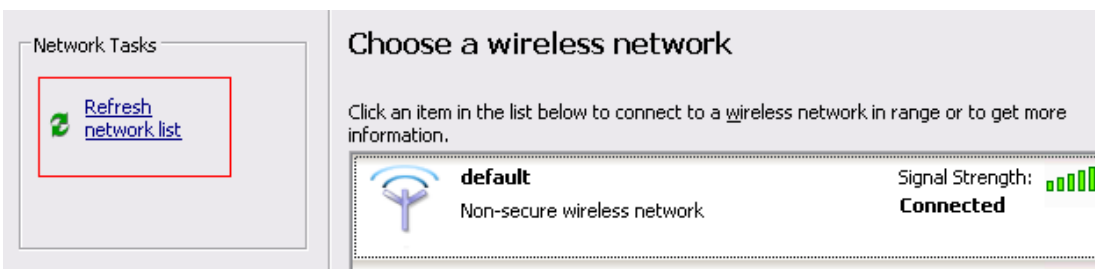 Network Tasks
Refresh
network list
Choose a wireless network
Click an item in the list below to connect to a wireless network in range or to get more
information.
default
Signal Strength:
Non-secure wireless network
Connected